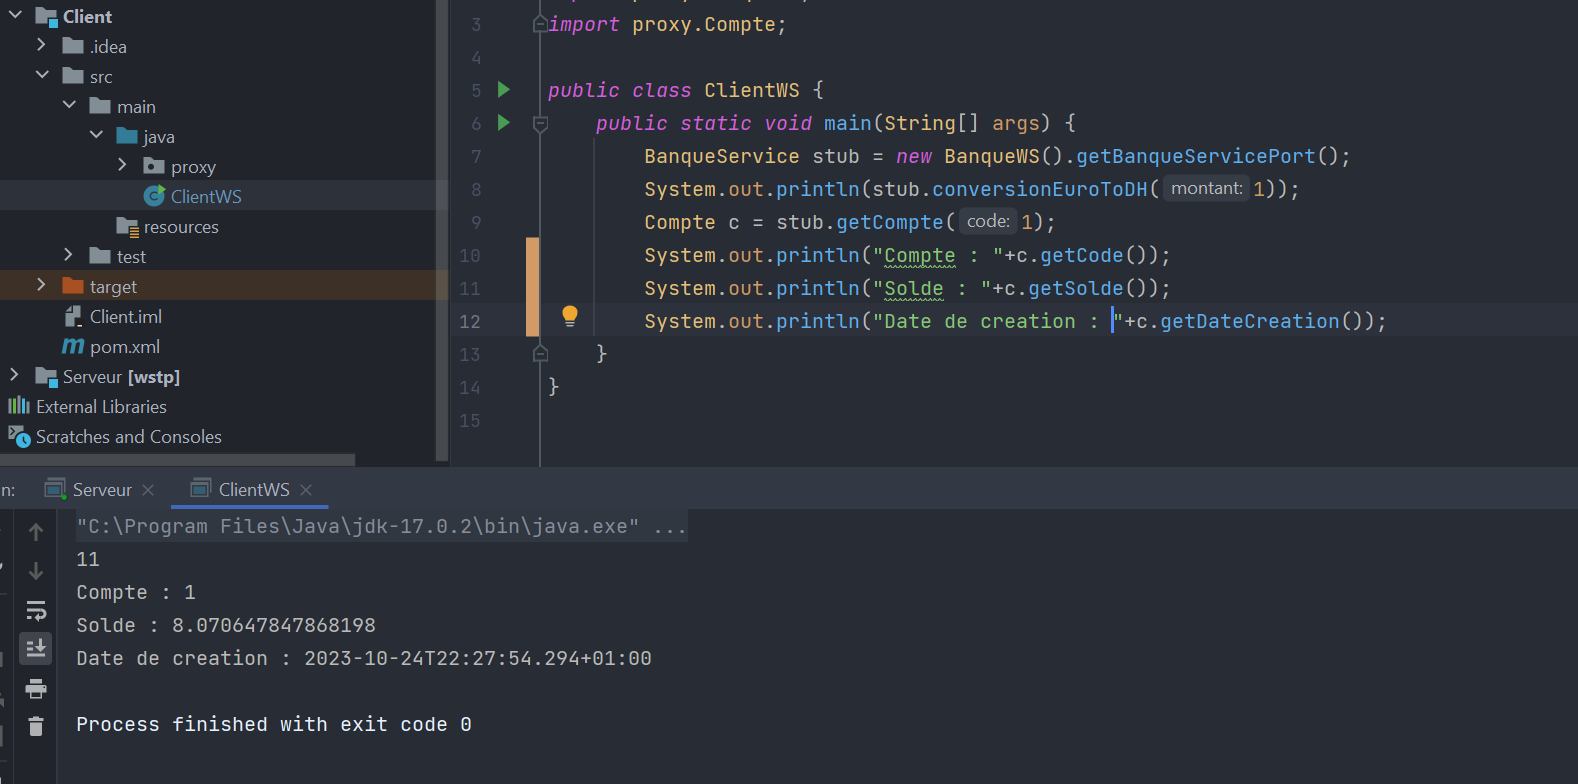 Client
.idea
src
main
java
proxy
ClientWS
resources
test
target
Client.iml
pom.xml
Serveur [wstp]
External Libraries
Scratches and Consoles
3 import proxy.Compte;
4
5 public class ClientWS {
6 public static void main(String[] args) {
7 BanqueService stub = new BanqueWS().getBanqueServicePort();
8 System.out.println(stub.conversionEuroToDH( montant: 1));
9 Compte c = stub.getCompte( code: 1);
10 System.out.println("Compte : "+c.getCode());
11 System.out.println("Solde : "+c.getSolde());
12 System.out.println("Date de creation : "+c.getDateCreation());
13 }
14 }
15
n: Serveur ClientWS
"C:\Program Files\Java\jdk-17.0.2\bin\java.exe" ...
11
Compte : 1
Solde : 8.070647847868198
Date de creation : 2023-10-24T22:27:54.294+01:00
Process finished with exit code 0